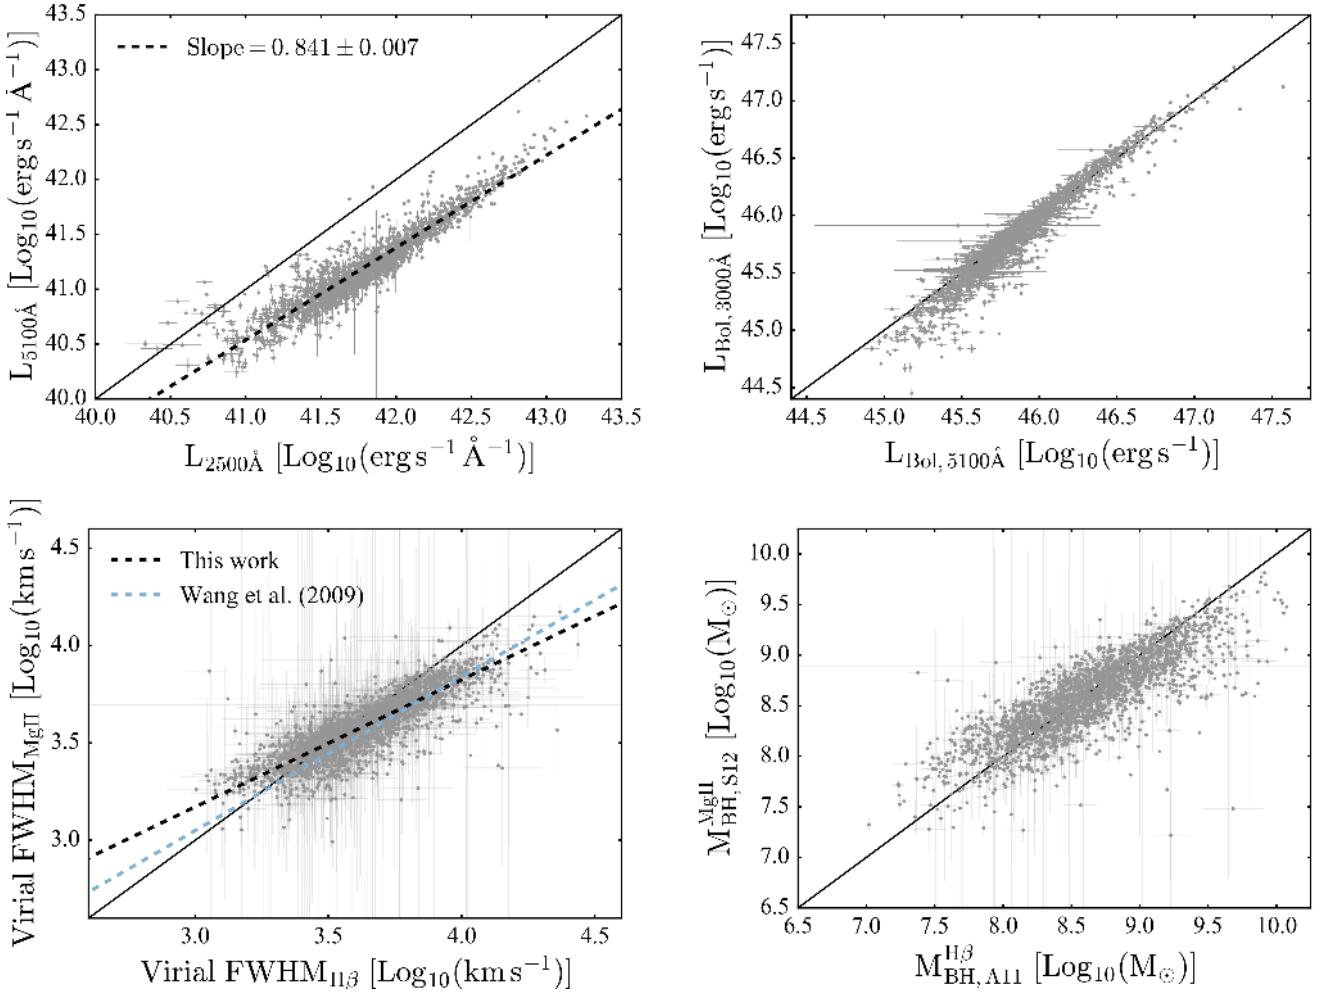 43.5
43.0
42.5
42.0
41.5
41.0
40.5
40.0
L5100Å [Log10(erg s−1 Å−1)]
Slope = 0.841 ± 0.007
40.0 40.5 41.0 41.5 42.0 42.5 43.0 43.5
L2500Å [Log10(erg s−1 Å−1)]
47.5
47.0
46.5
46.0
45.5
45.0
44.5
LBol, 3000Å [Log10(erg s−1)]
44.5 45.0 45.5 46.0 46.5 47.0 47.5
LBol, 5100Å [Log10(erg s−1)]
4.5
4.0
3.5
3.0
Virial FWHMMgII [Log10(km s−1)]
This work
Wang et al. (2009)
3.0 3.5 4.0 4.5
Virial FWHMHβ [Log10(km s−1)]
10.0
9.5
9.0
8.5
8.0
7.5
7.0
6.5
MMgIIBH, S12 [Log10(M⊙)]
6.5 7.0 7.5 8.0 8.5 9.0 9.5 10.0
MHβBH, A11 [Log10(M⊙)]